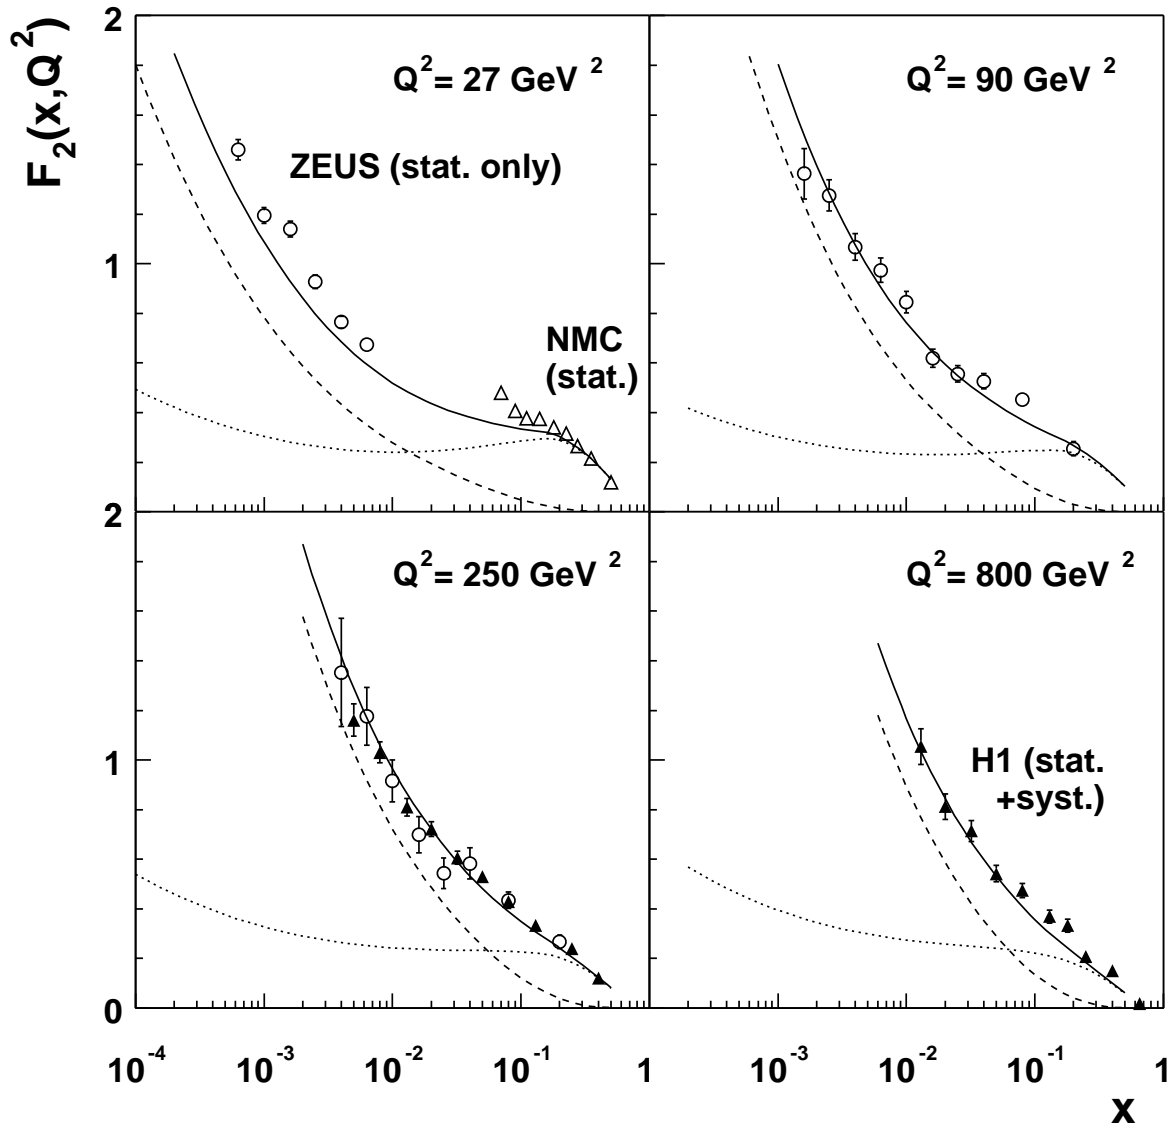 F2(x,Q2)
2
Q2= 27 GeV 2
ZEUS (stat. only)
1
NMC
(stat.)
Q2= 90 GeV 2
2
Q2= 250 GeV 2
1
0
Q2= 800 GeV 2
H1 (stat.
+syst.)
10-4 10-3 10-2 10-1 1
10-3 10-2 10-1 1
x